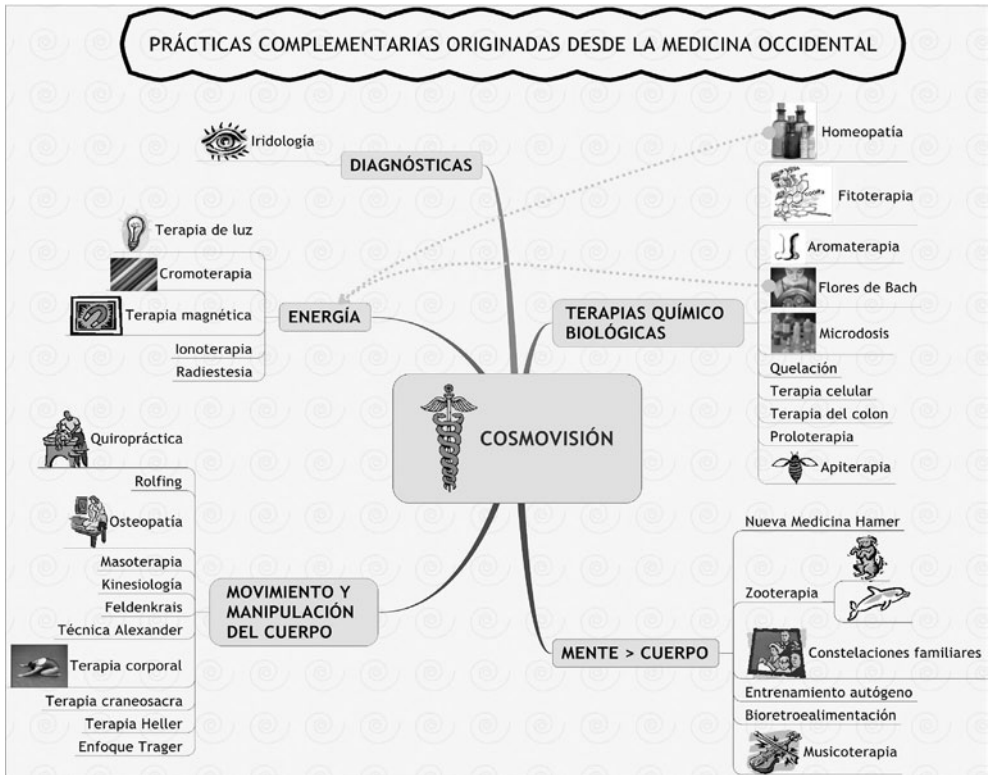 PRÁCTICAS COMPLEMENTARIAS ORIGINADAS DESDE LA MEDICINA OCCIDENTAL
Iridología
DIAGNÓSTICAS
Terapia de luz
Cromoterapia
Terapia magnética
Ionoterapia
Radiestesia
ENERGÍA
Quiropráctica
Rolfing
Osteopatía
Masoterapia
Kinesiología
Feldenkrais
Técnica Alexander
Terapia corporal
Terapia craneosacra
Terapia Heller
Enfoque Trager
MOVIMIENTO Y
MANIPULACIÓN
DEL CUERPO
COSMOVISIÓN
TERAPIAS QUÍMICO
BIOLÓGICAS
Homeopatía
Fitoterapia
Aromaterapia
Flores de Bach
Microdosis
Quelación
Terapia celular
Terapia del colon
Proloterapia
Apiterapia
MENTE > CUERPO
Nueva Medicina Hamer
Zooterapia
Constelaciones familiares
Entrenamiento autógeno
Bioretroealimentación
Musicoterapia